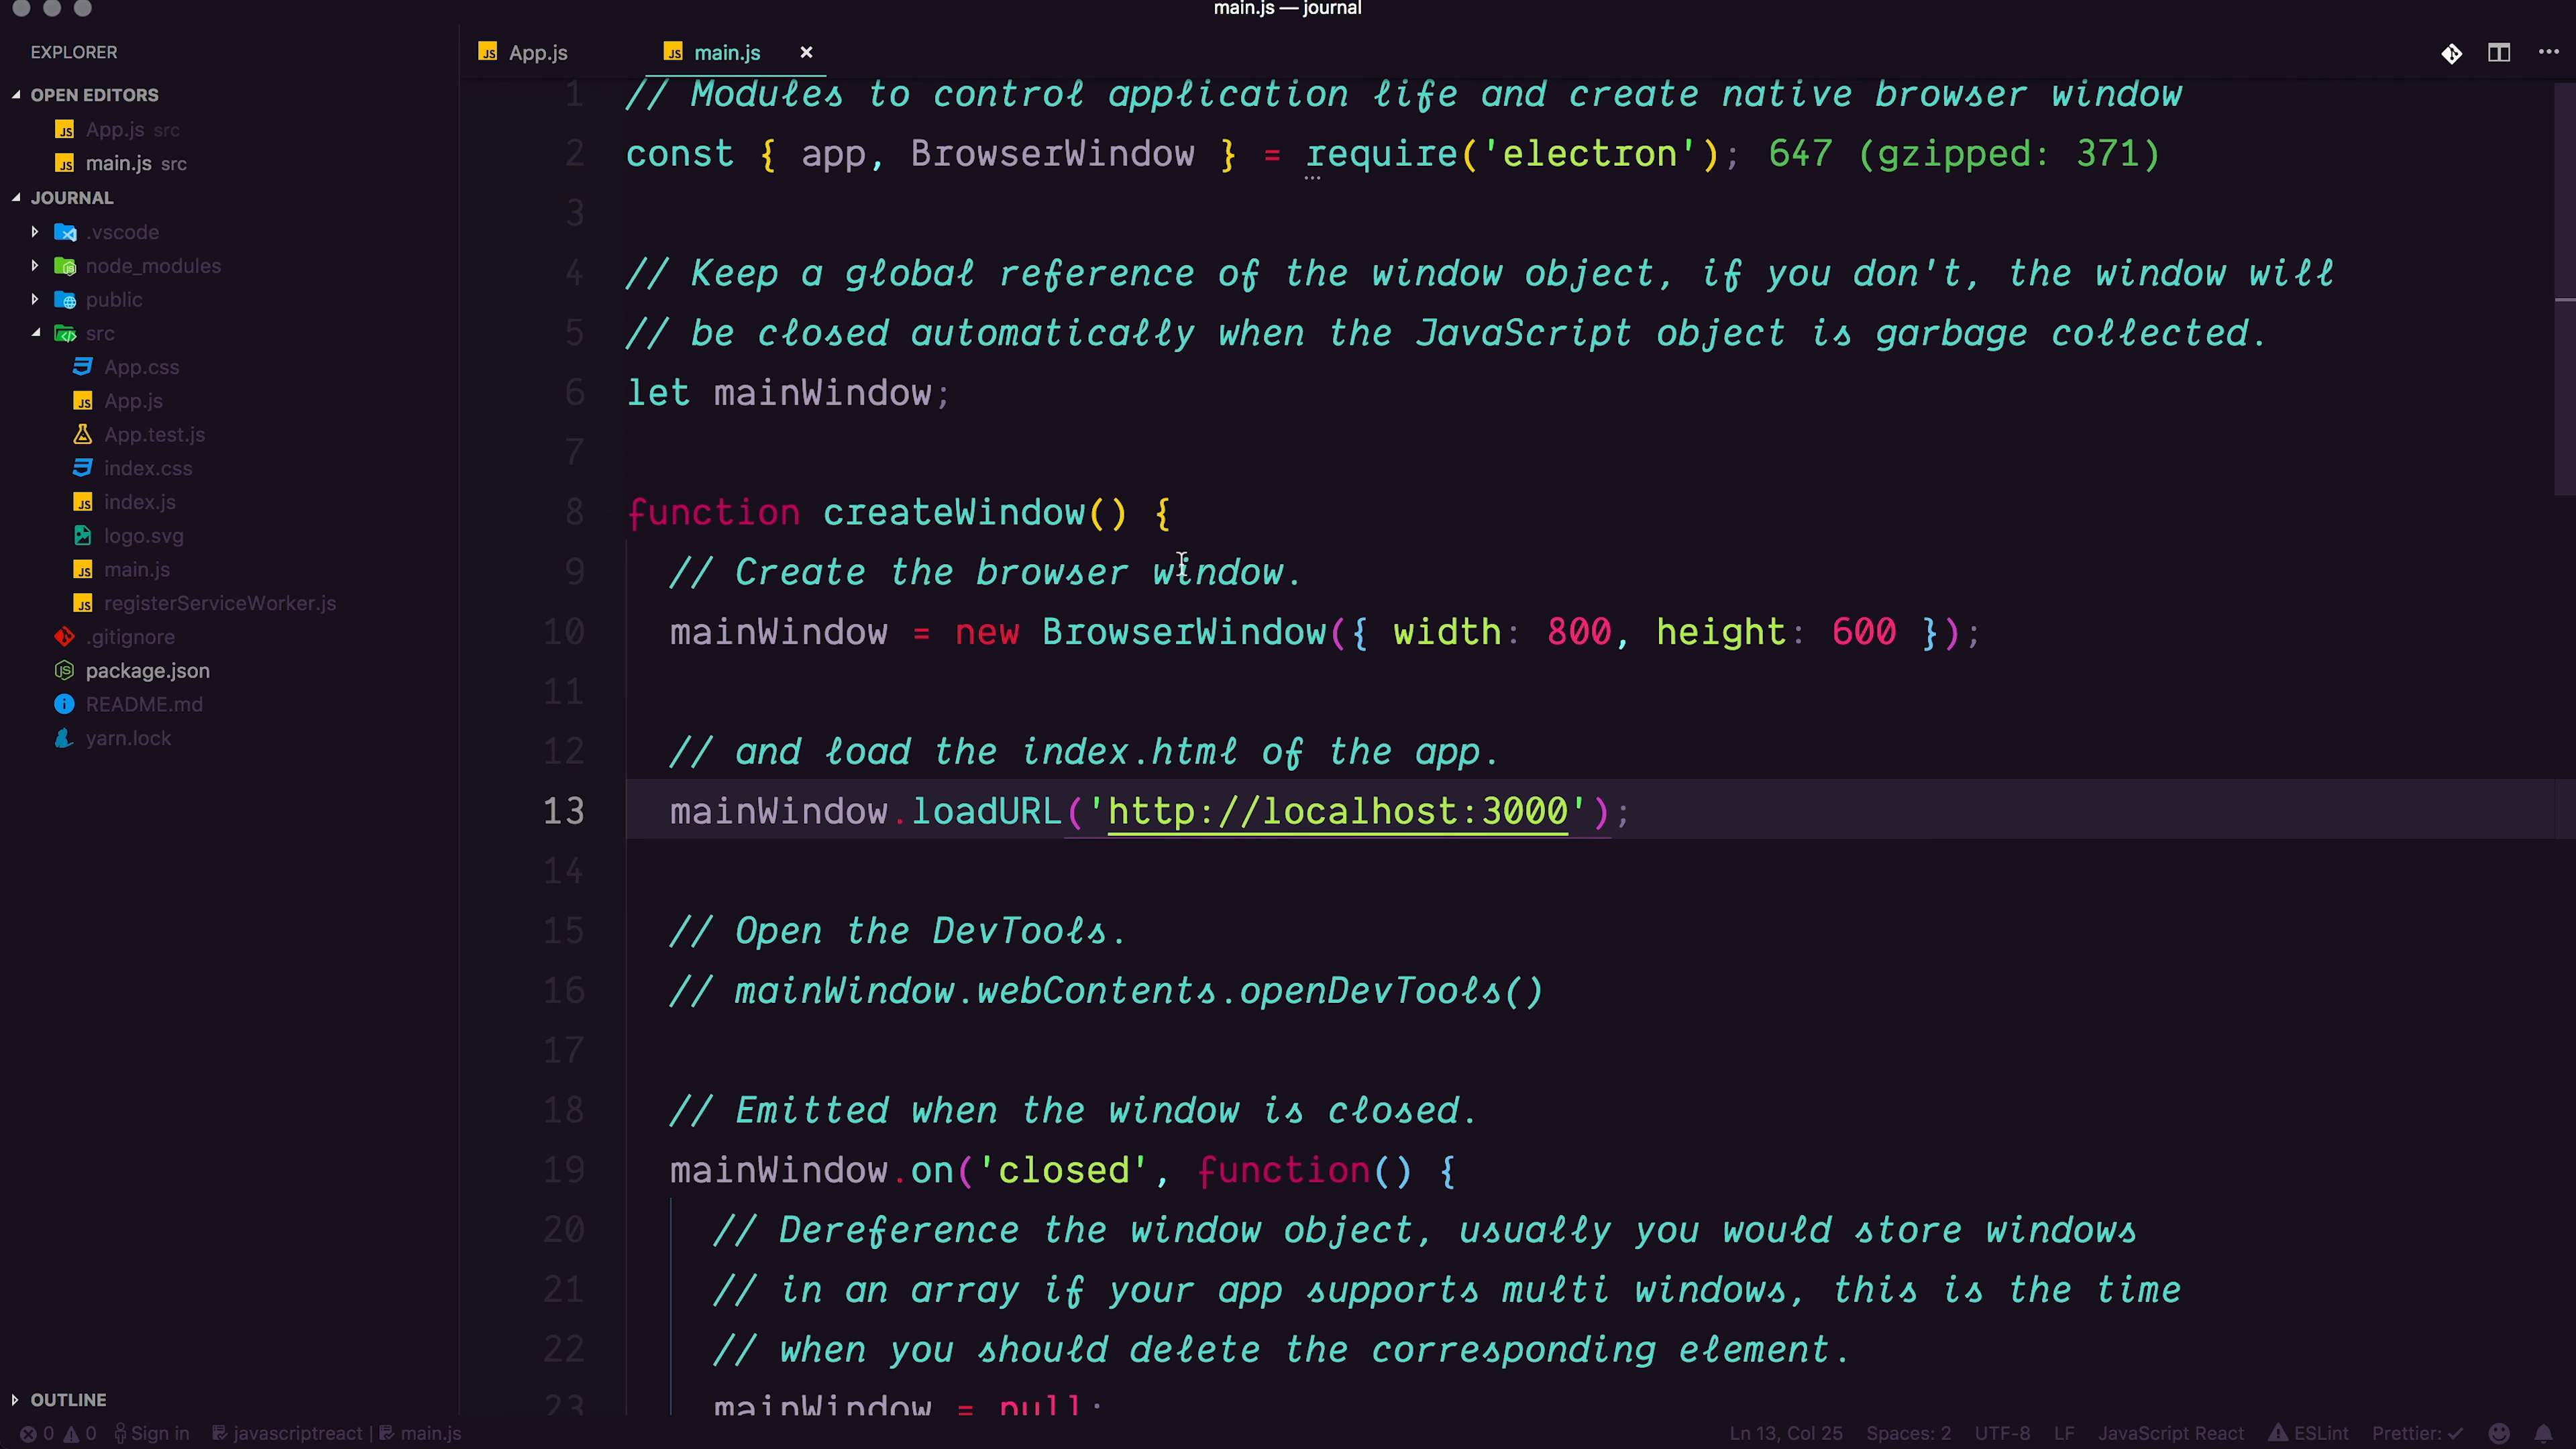 main.js — journal
EXPLORER
OPEN EDITORS
App.js src
main.js src
JOURNAL
.vscode
node_modules
public
src
App.css
App.js
App.test.js
index.css
index.js
logo.svg
main.js
registerServiceWorker.js
.gitignore
package.json
README.md
yarn.lock
OUTLINE
App.js main.js
1 // Modules to control application life and create native browser window
2 const { app, BrowserWindow } = require('electron'); 647 (gzipped: 371)
3
4 // Keep a global reference of the window object, if you don't, the window will
5 // be closed automatically when the JavaScript object is garbage collected.
6 let mainWindow;
7
8 function createWindow() {
9 // Create the browser window.
10 mainWindow = new BrowserWindow({ width: 800, height: 600 });
11
12 // and load the index.html of the app.
13 mainWindow.loadURL('http://localhost:3000');
14
15 // Open the DevTools.
16 // mainWindow.webContents.openDevTools()
17
18 // Emitted when the window is closed.
19 mainWindow.on('closed', function() {
20 // Dereference the window object, usually you would store windows
21 // in an array if your app supports multi windows, this is the time
22 // when you should delete the corresponding element.
23 mainWindow = null;
0 0 Sign in javascriptreact | main.js Ln 13, Col 25 Spaces: 2 UTF-8 LF JavaScript React ESLint Prettier: ✓